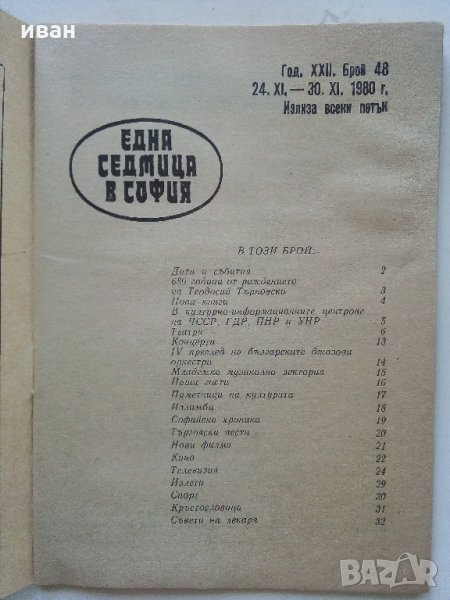 иван
Год. XXII. Брой 48
24. XI. — 30. XI. 1980 г.
Излиза всеки петък
ЕДНА
СЕДМИЦА
В СОФИЯ
В ТОЗИ БРОЙ:
Дати и събития 2
680 години от рождението
на Теодосий Търновски 3
Нови книги 4
В културно-информационните центрове
на ЧССР, ГДР, ПНР и УНР 5
Театри 6
Концерти 13
IV преглед на българските джазови
оркестри 14
Младежка музикална лектория 15
Наши гости 16
Паметници на културата 17
Изложби 18
Софийска хроника 19
Търговски вести 20
Нови филми 21
Кино 22
Телевизия 24
Излети 29
Спорт 30
Кръстословица 31
Съвети на лекаря 32
BAZAR